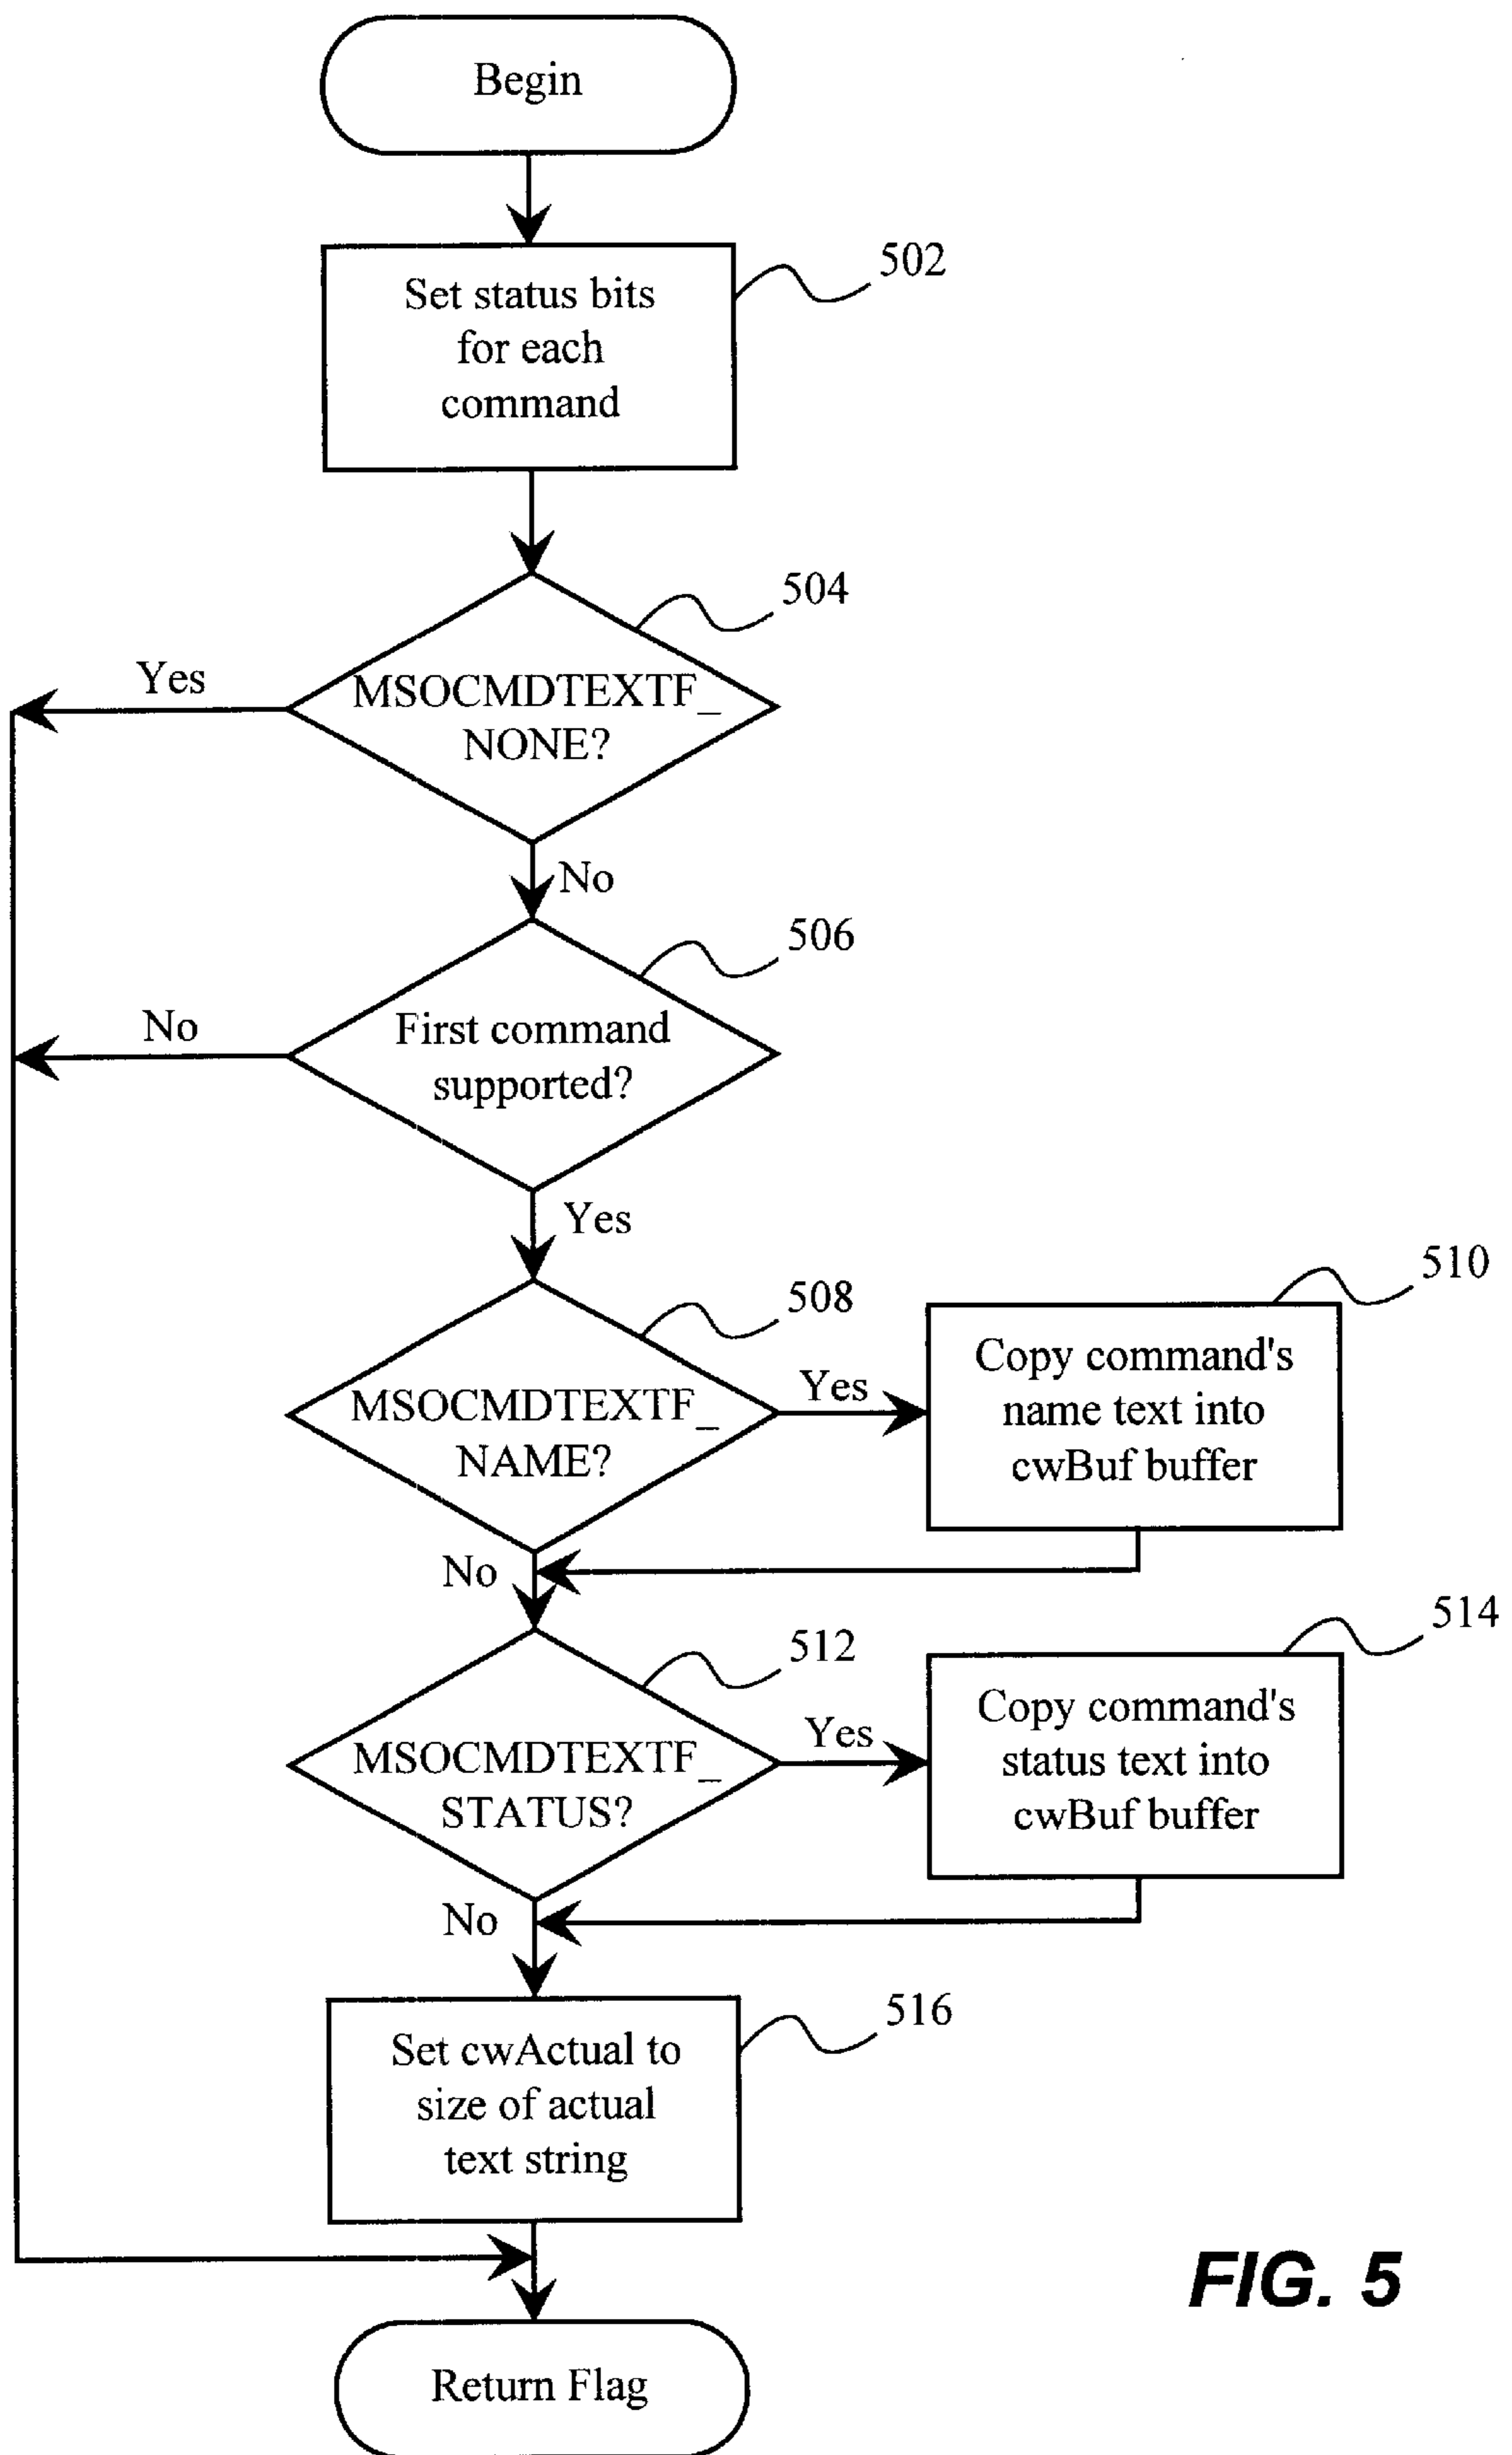 Begin
502
Set status bits
for each
command
504
Yes
MSOCMDTEXTF_
NONE?
No
506
No
First command
supported?
Yes
508
510
MSOCMDTEXTF_
NAME?
Yes
Copy command's
name text into
cwBuf buffer
No
512
514
MSOCMDTEXTF_
STATUS?
Yes
Copy command's
status text into
cwBuf buffer
No
516
Set cwActual to
size of actual
text string
FIG. 5
Return Flag